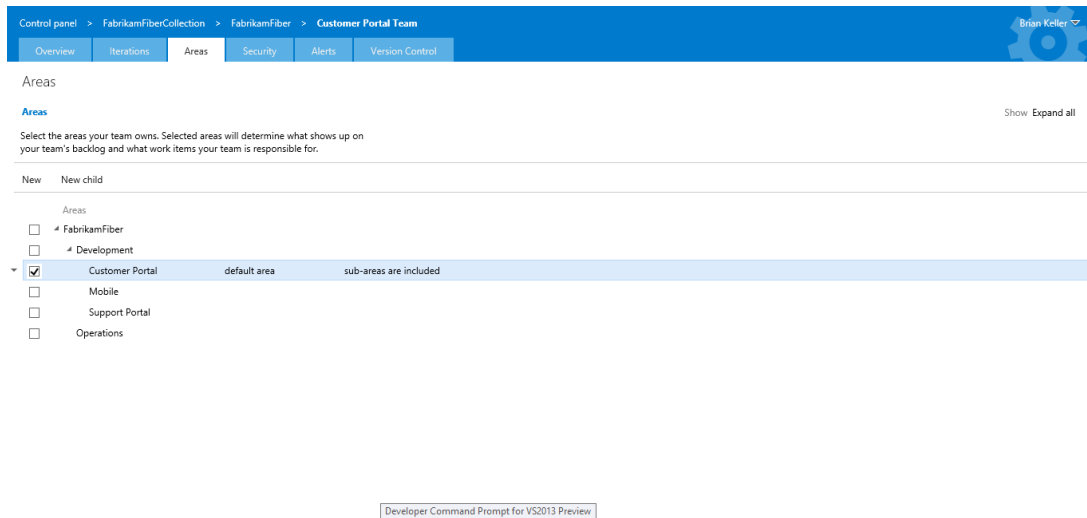 Control panel > FabrikamFiberCollection > FabrikamFiber > Customer Portal Team
Brian Keller
Overview Iterations Areas Security Alerts Version Control
Areas
Areas
Show Expand all
Select the areas your team owns. Selected areas will determine what shows up on
your team's backlog and what work items your team is responsible for.
New New child
Areas
FabrikamFiber
Development
Customer Portal default area sub-areas are included
Mobile
Support Portal
Operations
Developer Command Prompt for VS2013 Preview